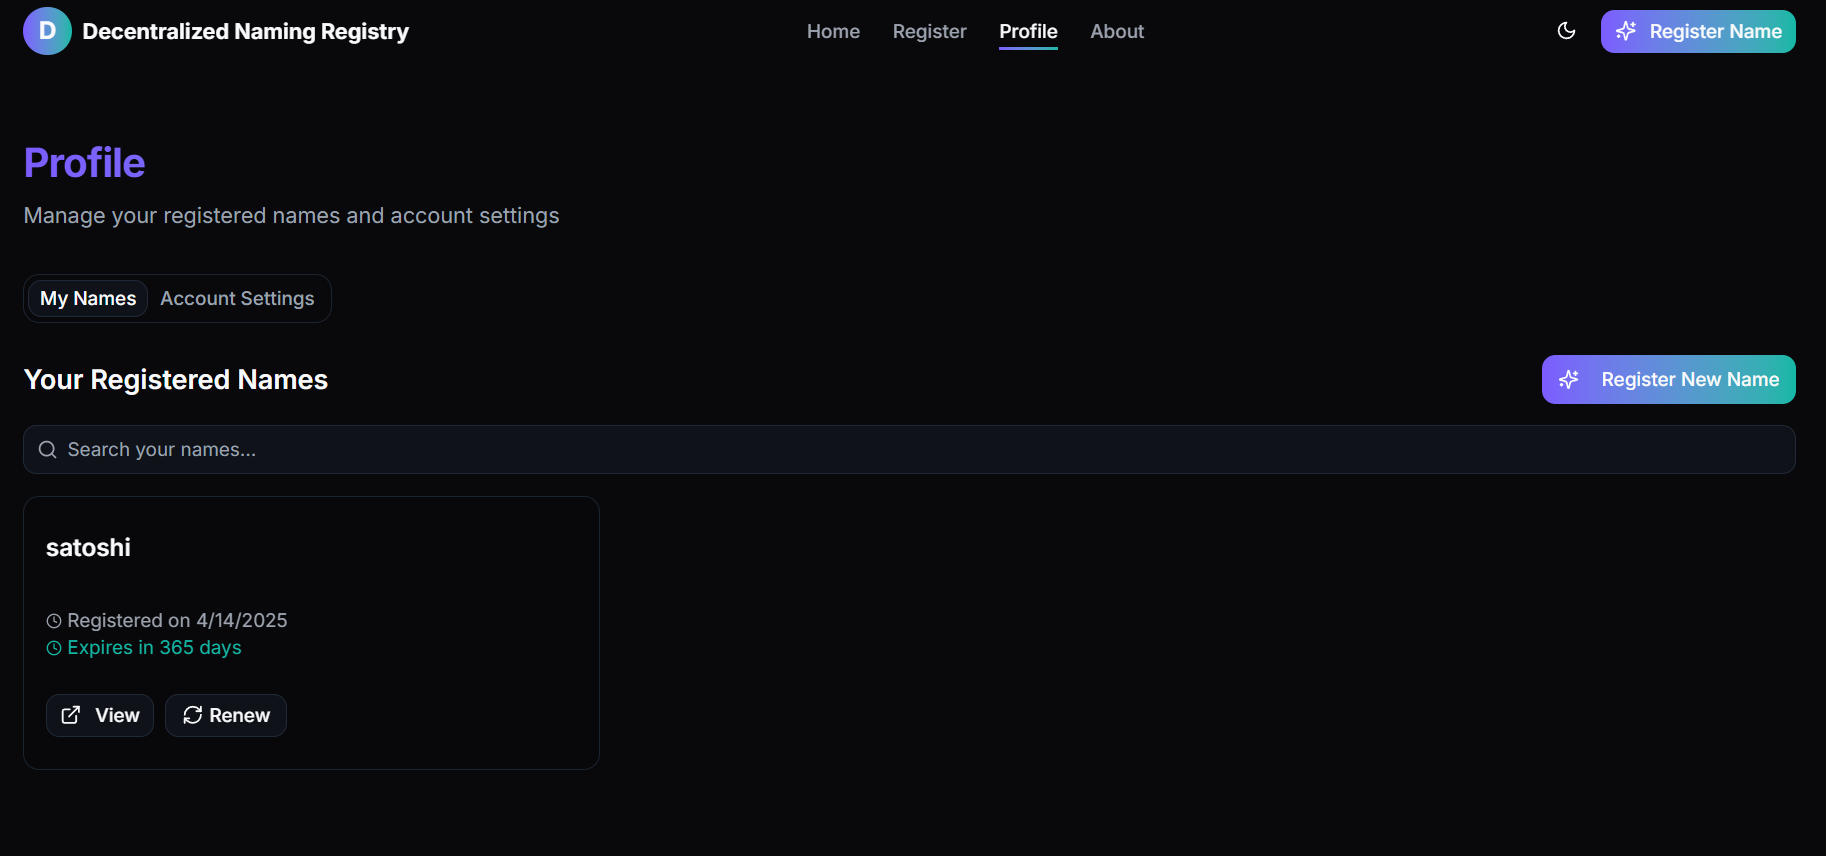 D Decentralized Naming Registry
Home Register Profile About
Register Name
Profile
Manage your registered names and account settings
My Names Account Settings
Your Registered Names
Register New Name
Search your names...
satoshi
Registered on 4/14/2025
Expires in 365 days
View Renew